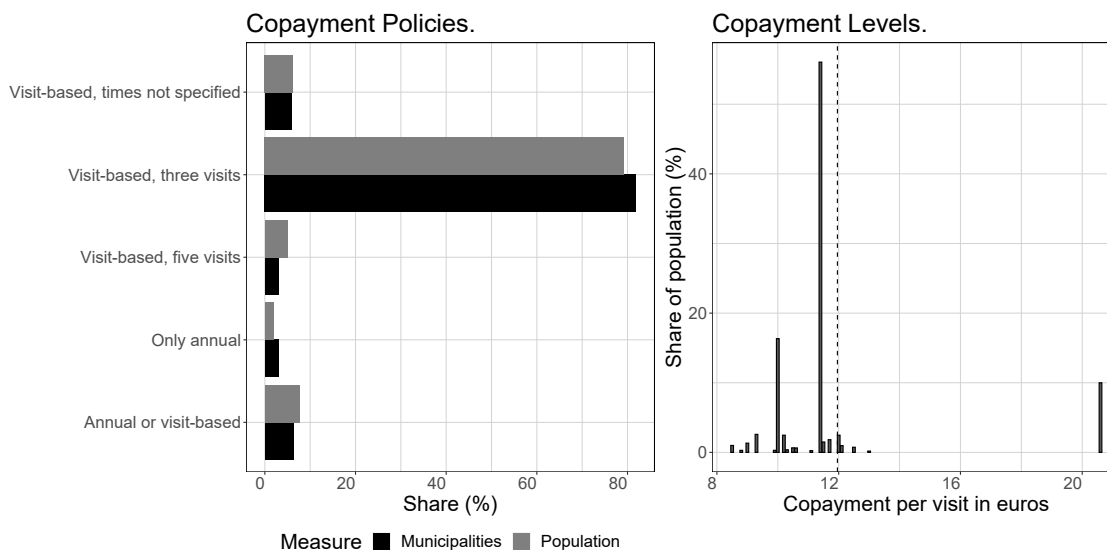 Copayment Policies.
Visit-based, times not specified
Visit-based, three visits
Visit-based, five visits
Only annual
Annual or visit-based
0 20 40 60 80
Share (%)
Measure Municipalities Population
Copayment Levels.
Share of population (%)
40
20
0
8 12 16 20
Copayment per visit in euros